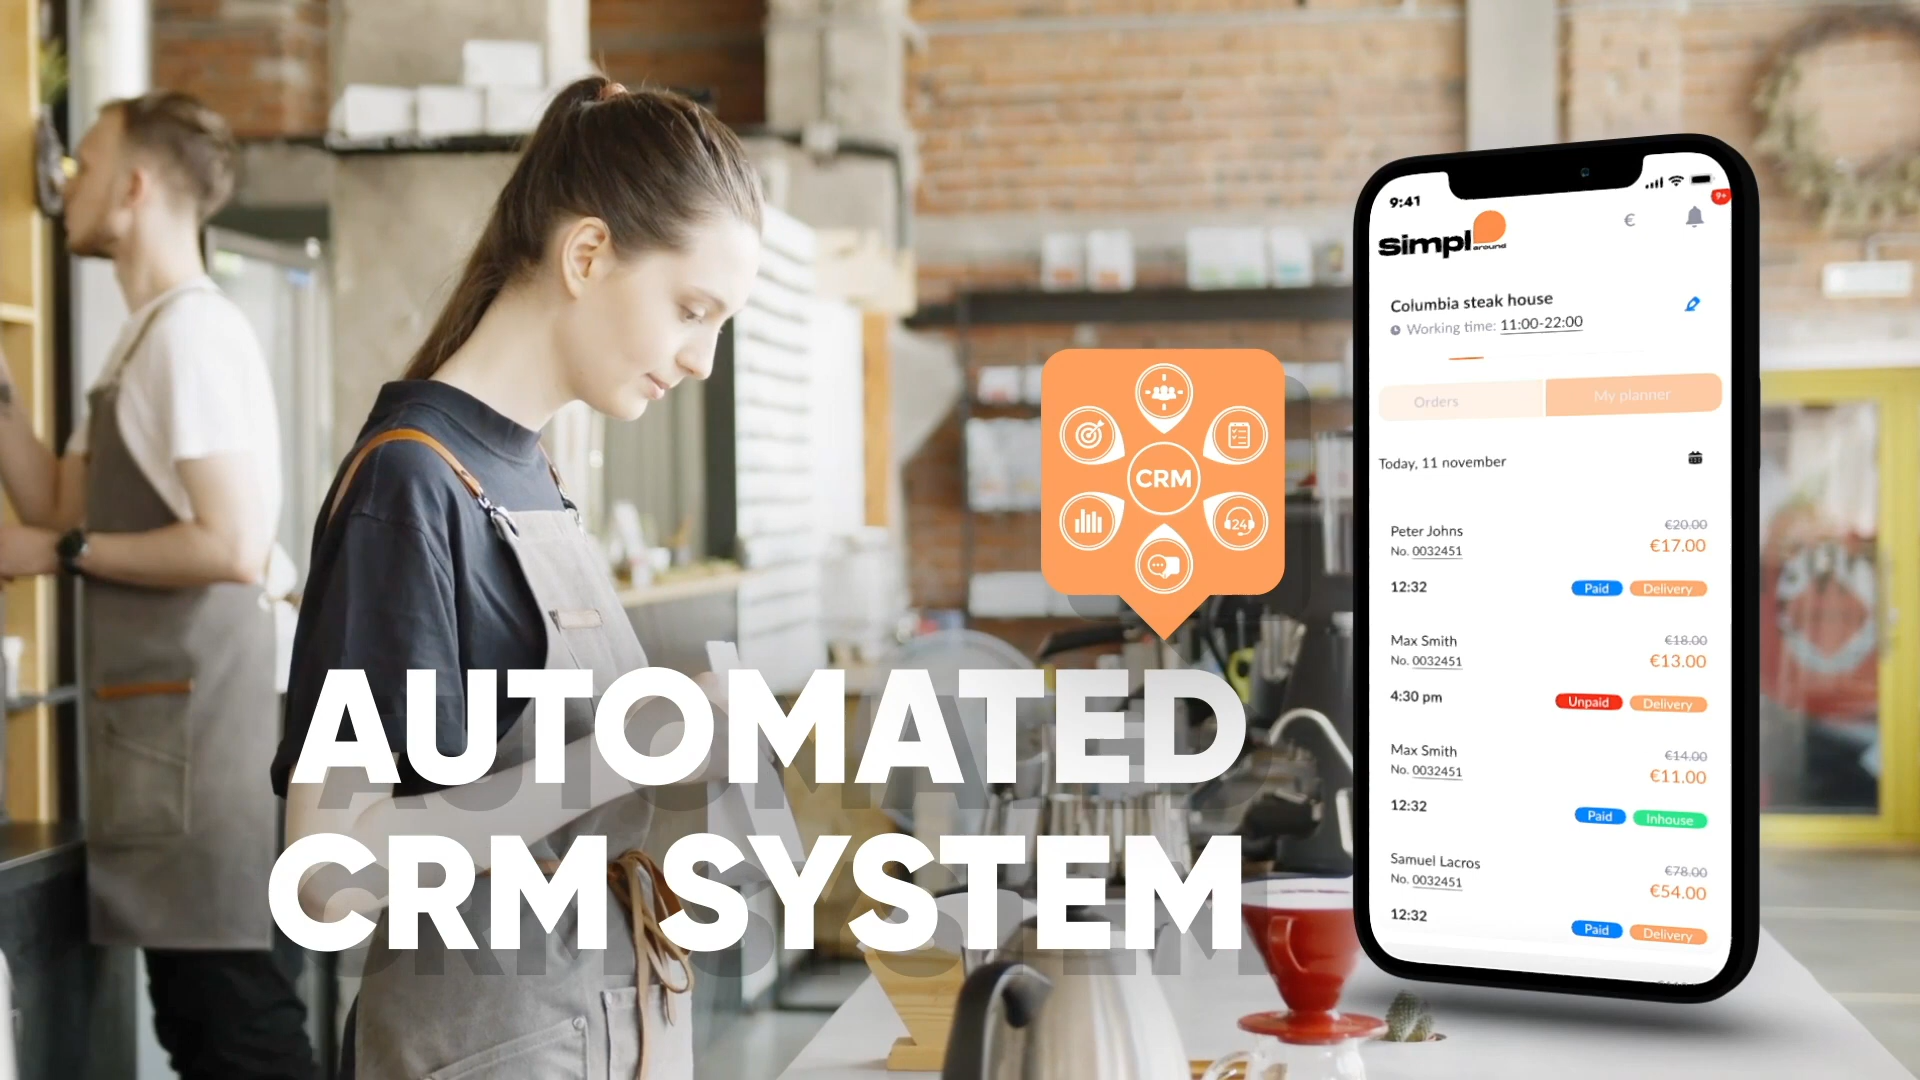 AUTOMATED
CRM SYSTEM
CRM
24
9:41
9+
simpl
around
€
Columbia steak house
Working time: 11:00-22:00
Orders
My planner
Today, 11 november
Peter Johns
€20.00
No. 0032451
€17.00
12:32
Paid
Delivery
Max Smith
€18.00
No. 0032451
€13.00
4:30 pm
Unpaid
Delivery
Max Smith
€14.00
No. 0032451
€11.00
12:32
Paid
Inhouse
Samuel Lacros
€78.00
No. 0032451
€54.00
12:32
Paid
Delivery